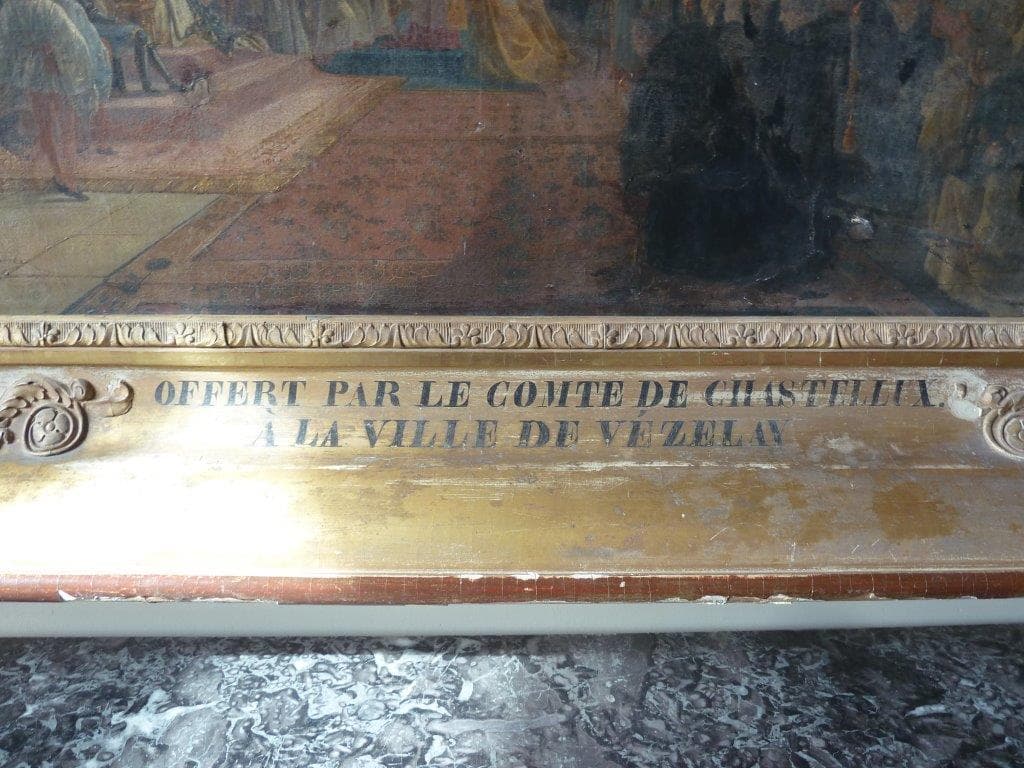 OFFERT PAR LE COMTE DE CHASTELLUX.
À LA VILLE DE VÉZELAY